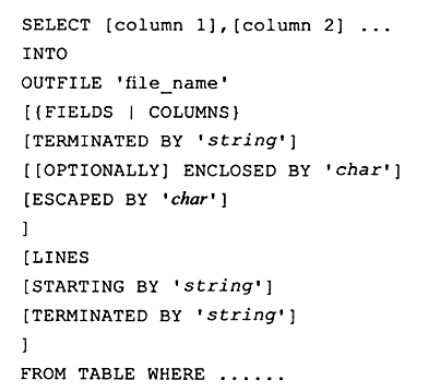 SELECT [column 1],[column 2] ...
INTO
OUTFILE 'file_name'
[{FIELDS | COLUMNS}
[TERMINATED BY 'string']
[[OPTIONALLY] ENCLOSED BY 'char']
[ESCAPED BY 'char']
]
[LINES
[STARTING BY 'string']
[TERMINATED BY 'string']
]
FROM TABLE WHERE ......